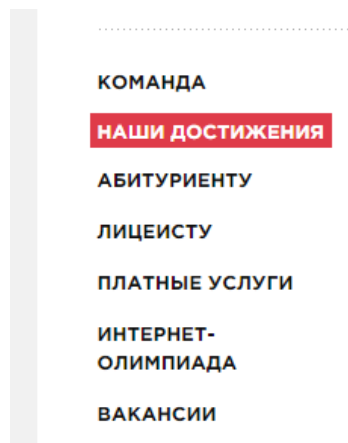 КОМАНДА
НАШИ ДОСТИЖЕНИЯ
АБИТУРИЕНТУ
ЛИЦЕИСТУ
ПЛАТНЫЕ УСЛУГИ
ИНТЕРНЕТ-
ОЛИМПИАДА
ВАКАНСИИ